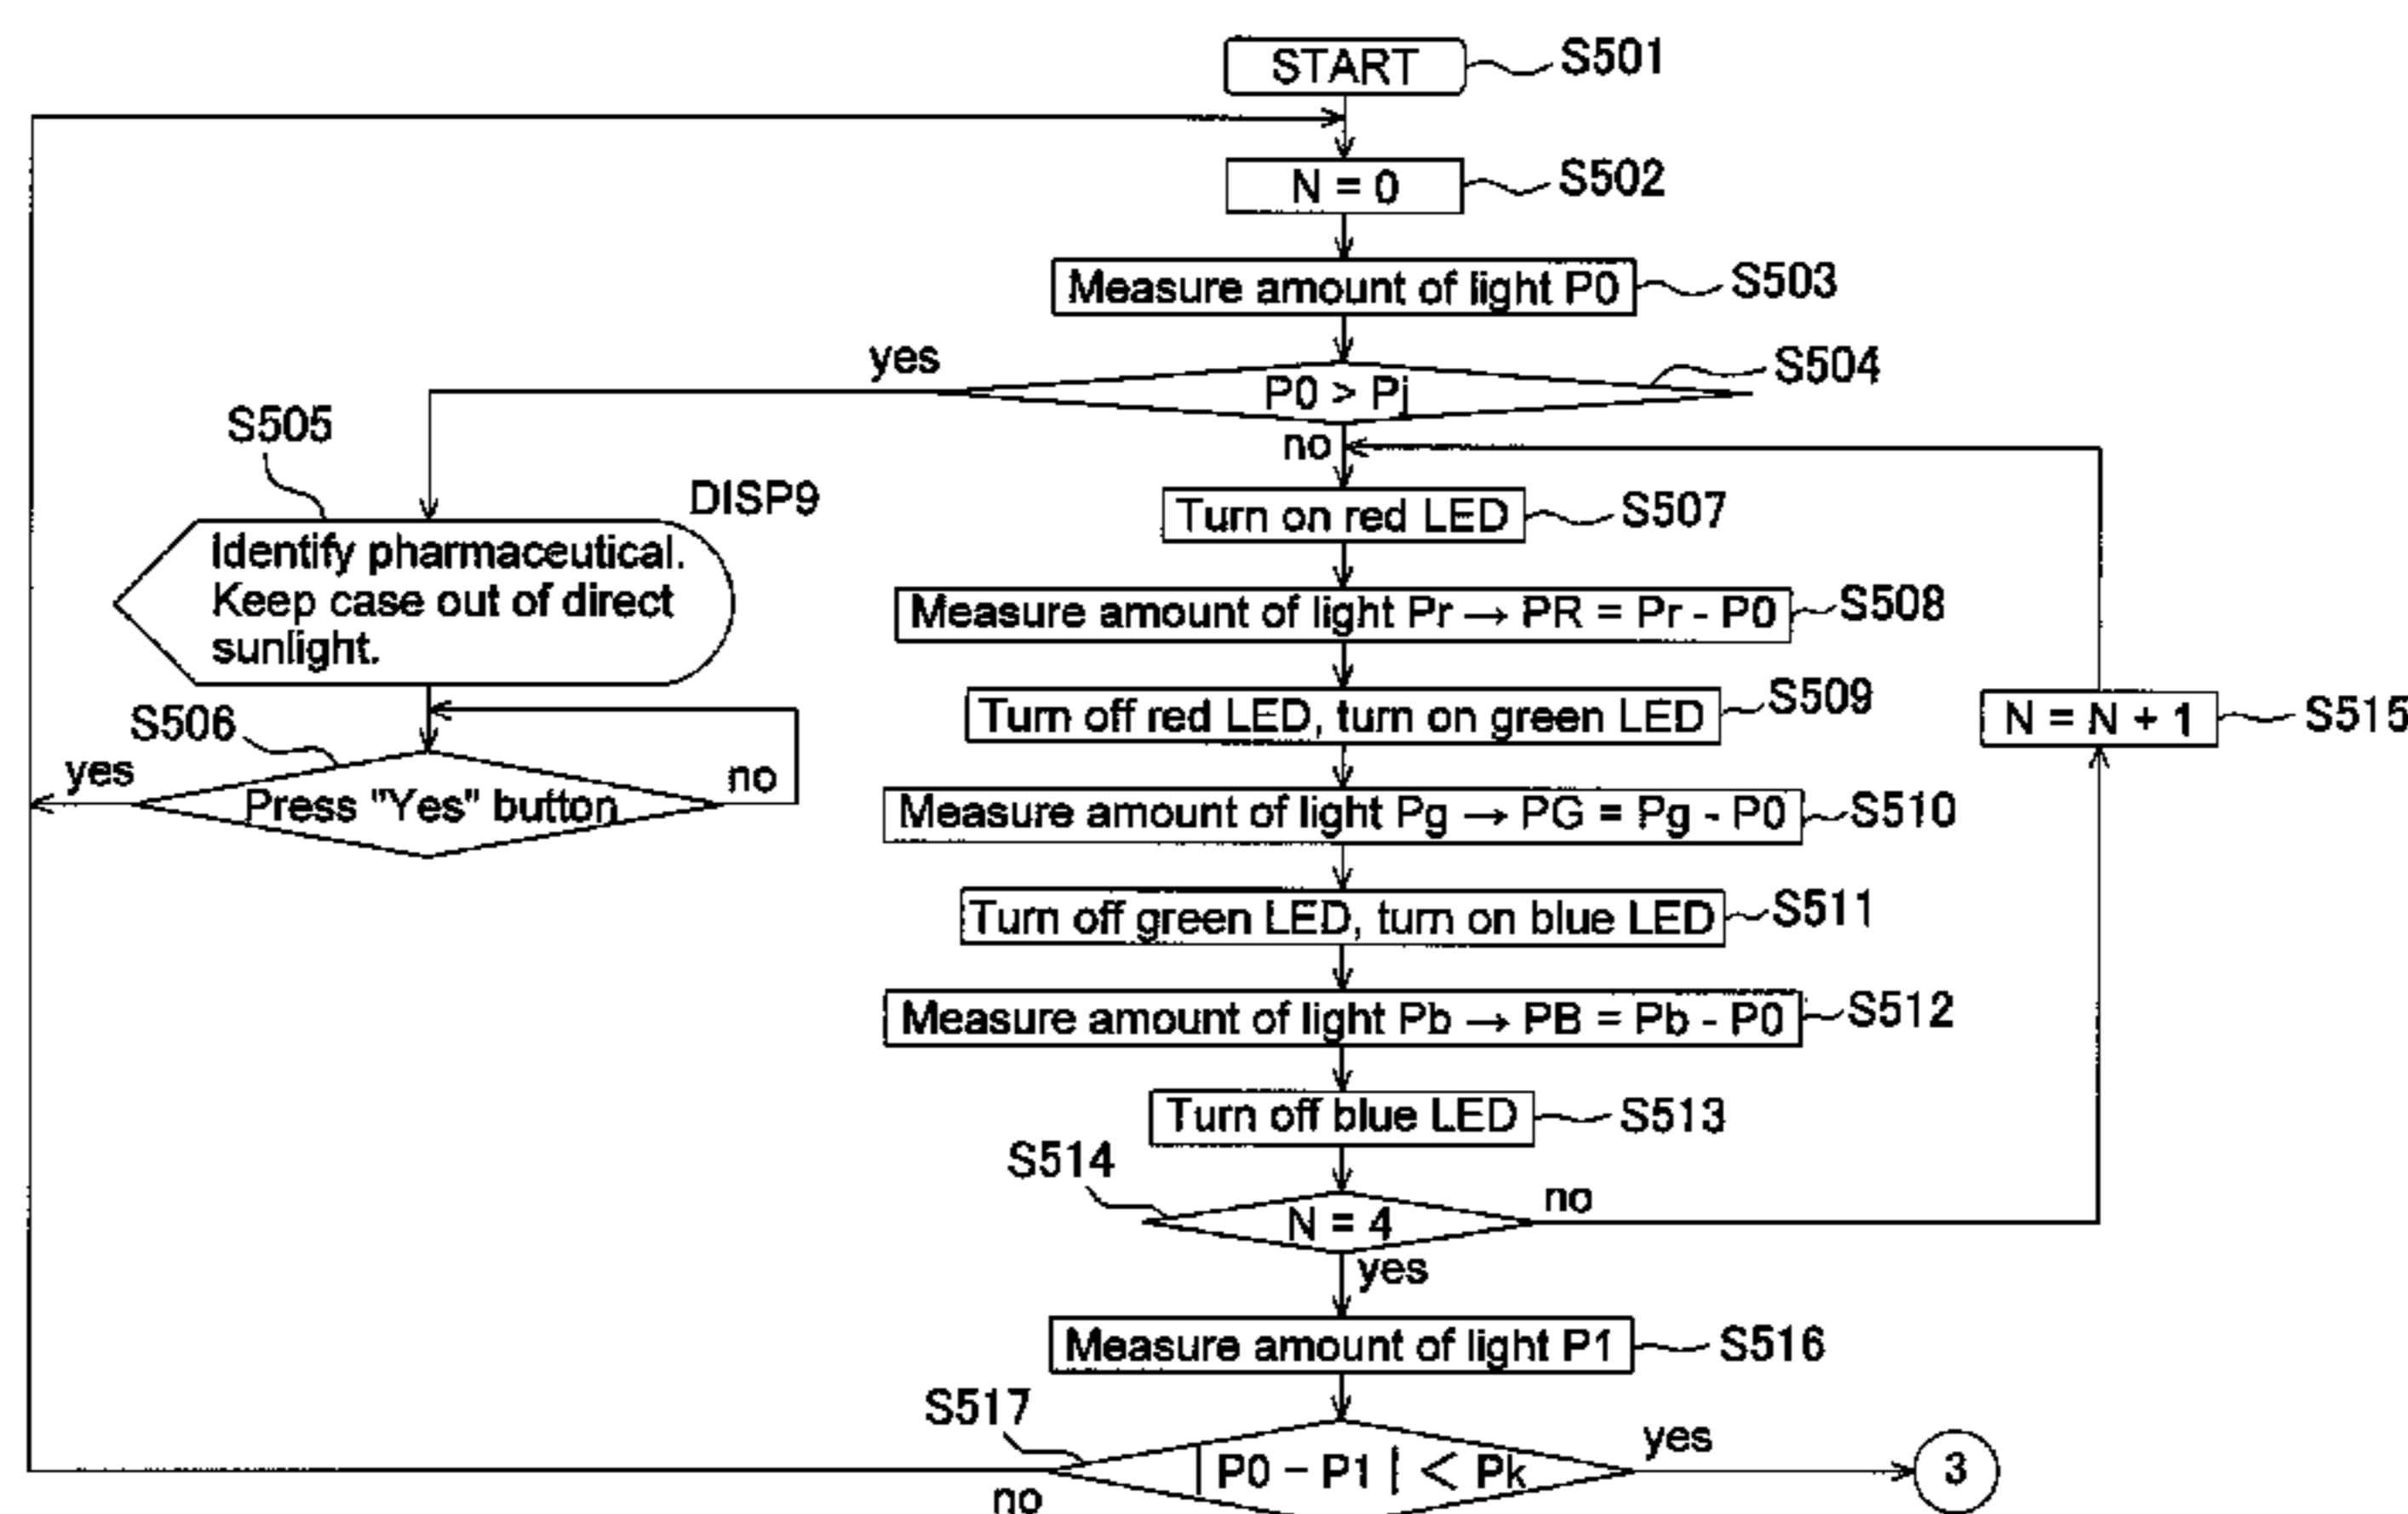 START
S501
N = 0
S502
Measure amount of light P0
S503
yes
P0 > Pj
S504
no
S505
DISP9
Identify pharmaceutical.
Keep case out of direct
sunlight.
Turn on red LED
S507
Measure amount of light Pr → PR = Pr - P0
S508
Turn off red LED, turn on green LED
S509
N = N + 1
S515
S506
yes
Press "Yes" button
no
Measure amount of light Pg → PG = Pg - P0
S510
Turn off green LED, turn on blue LED
S511
Measure amount of light Pb → PB = Pb - P0
S512
Turn off blue LED
S513
S514
N = 4
no
yes
Measure amount of light P1
S516
S517
| P0 − P1 | < Pk
yes
no
3